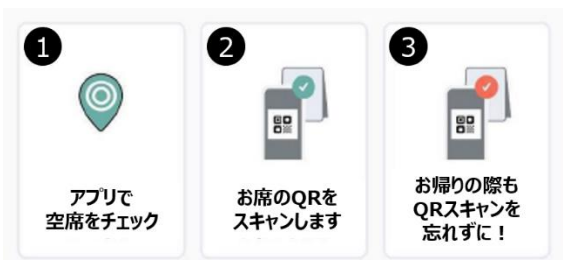 1
アプリで
空席をチェック
2
お席のQRを
スキャンします
3
お帰りの際も
QRスキャンを
忘れずに！